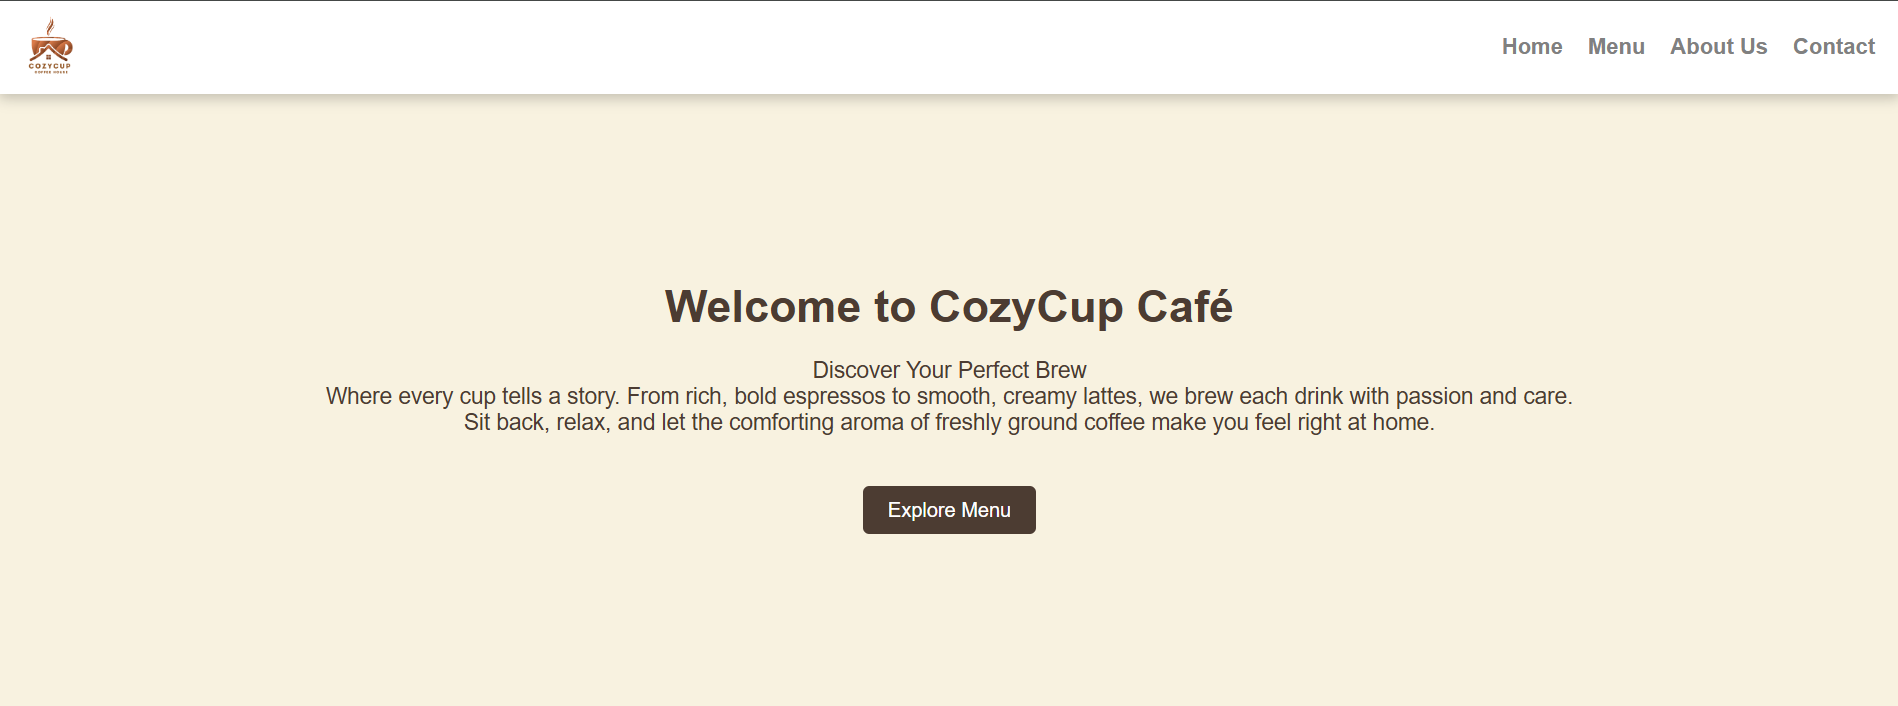 COZYCUP
COFFEE HOUSE
Home Menu About Us Contact
Welcome to CozyCup Café
Discover Your Perfect Brew
Where every cup tells a story. From rich, bold espressos to smooth, creamy lattes, we brew each drink with passion and care.
Sit back, relax, and let the comforting aroma of freshly ground coffee make you feel right at home.
Explore Menu